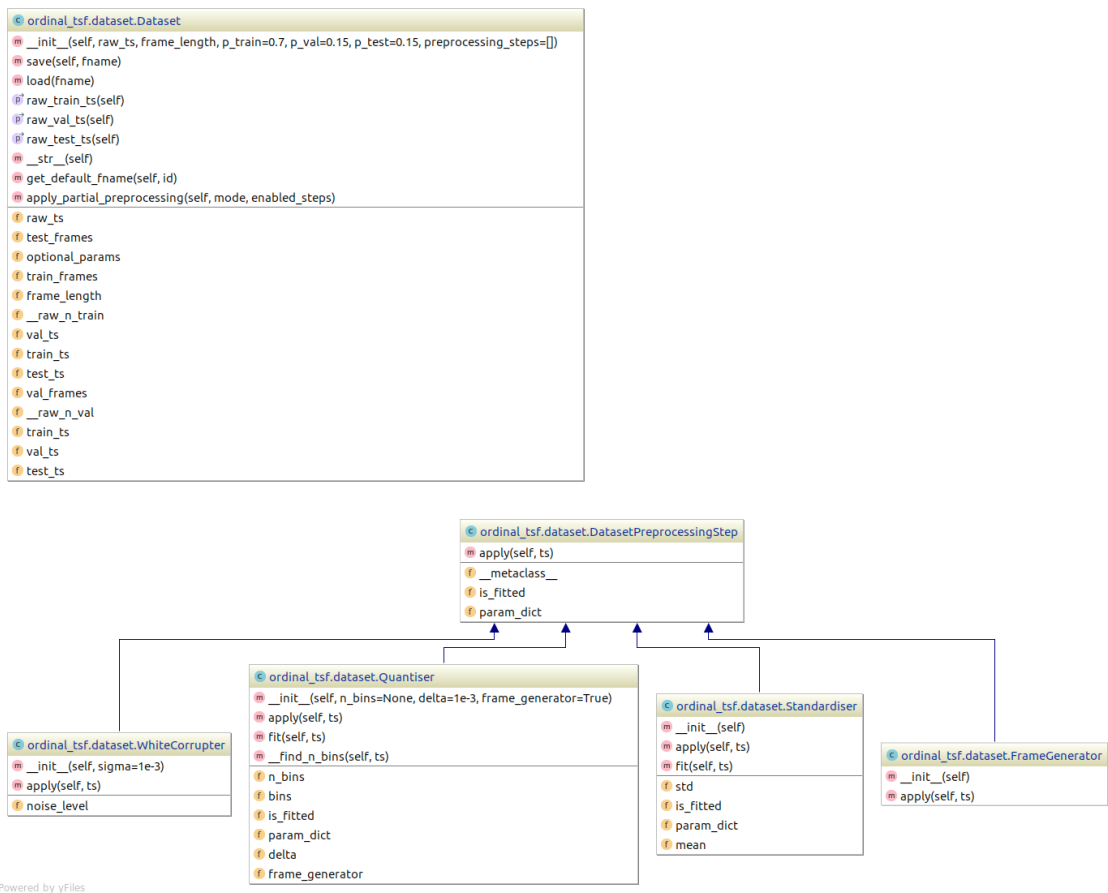 ordinal_tsf.dataset.Dataset
__init__(self, raw_ts, frame_length, p_train=0.7, p_val=0.15, p_test=0.15, preprocessing_steps=[])
save(self, fname)
load(fname)
raw_train_ts(self)
raw_val_ts(self)
raw_test_ts(self)
__str__(self)
get_default_fname(self, id)
apply_partial_preprocessing(self, mode, enabled_steps)
raw_ts
test_frames
optional_params
train_frames
frame_length
__raw_n_train
val_ts
train_ts
test_ts
val_frames
__raw_n_val
train_ts
val_ts
test_ts
ordinal_tsf.dataset.DatasetPreprocessingStep
apply(self, ts)
__metaclass__
is_fitted
param_dict
ordinal_tsf.dataset.WhiteCorrupter
__init__(self, sigma=1e-3)
apply(self, ts)
noise_level
ordinal_tsf.dataset.Quantiser
__init__(self, n_bins=None, delta=1e-3, frame_generator=True)
apply(self, ts)
fit(self, ts)
__find_n_bins(self, ts)
n_bins
bins
is_fitted
param_dict
delta
frame_generator
ordinal_tsf.dataset.Standardiser
__init__(self)
apply(self, ts)
fit(self, ts)
std
is_fitted
param_dict
mean
ordinal_tsf.dataset.FrameGenerator
__init__(self)
apply(self, ts)
Powered by yFiles